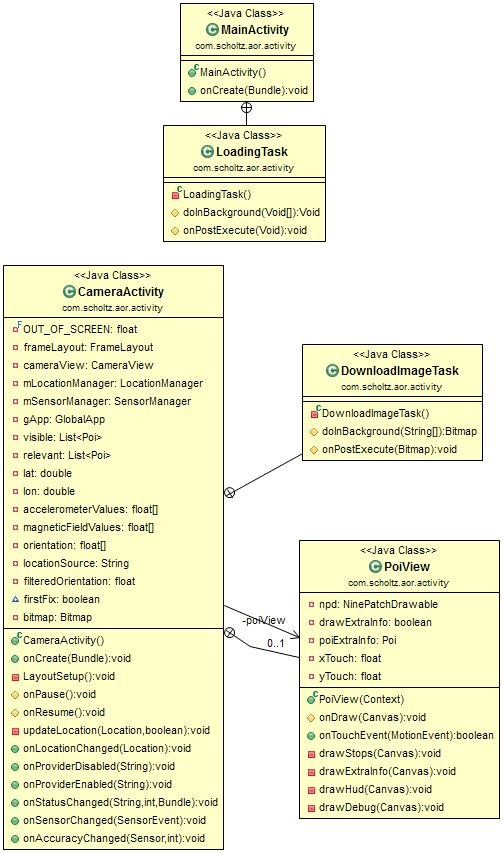 <<Java Class>>
MainActivity
com.scholtz.aor.activity
MainActivity()
onCreate(Bundle):void
<<Java Class>>
LoadingTask
com.scholtz.aor.activity
LoadingTask()
doInBackground(Void[]):Void
onPostExecute(Void):void
<<Java Class>>
CameraActivity
com.scholtz.aor.activity
OUT_OF_SCREEN: float
frameLayout: FrameLayout
cameraView: CameraView
mLocationManager: LocationManager
mSensorManager: SensorManager
gApp: GlobalApp
visible: List<Poi>
relevant: List<Poi>
lat: double
lon: double
accelerometerValues: float[]
magneticFieldValues: float[]
orientation: float[]
locationSource: String
filteredOrientation: float
firstFix: boolean
bitmap: Bitmap
CameraActivity()
onCreate(Bundle):void
LayoutSetup():void
onPause():void
onResume():void
updateLocation(Location,boolean):void
onLocationChanged(Location):void
onProviderDisabled(String):void
onProviderEnabled(String):void
onStatusChanged(String,int,Bundle):void
onSensorChanged(SensorEvent):void
onAccuracyChanged(Sensor,int):void
<<Java Class>>
DownloadImageTask
com.scholtz.aor.activity
DownloadImageTask()
doInBackground(String[]):Bitmap
onPostExecute(Bitmap):void
-poiView
0..1
<<Java Class>>
PoiView
com.scholtz.aor.activity
npd: NinePatchDrawable
drawExtraInfo: boolean
poiExtraInfo: Poi
xTouch: float
yTouch: float
PoiView(Context)
onDraw(Canvas):void
onTouchEvent(MotionEvent):boolean
drawStops(Canvas):void
drawExtraInfo(Canvas):void
drawHud(Canvas):void
drawDebug(Canvas):void